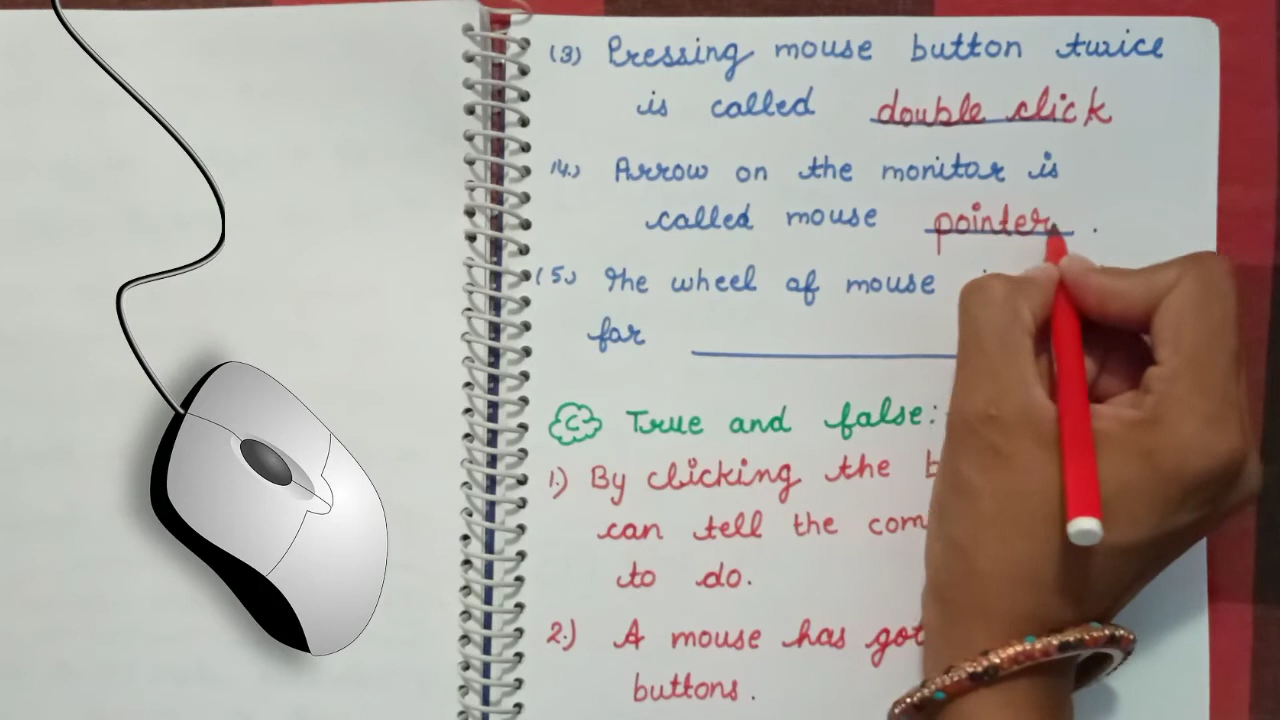 (3) Pressing mouse button twice
is called double click
(4.) Arrow on the monitor is
called mouse pointer .
(5.) The wheel of mouse
for
C True and false:
1.) By clicking the
can tell the com
to do.
2.) A mouse has got
buttons.